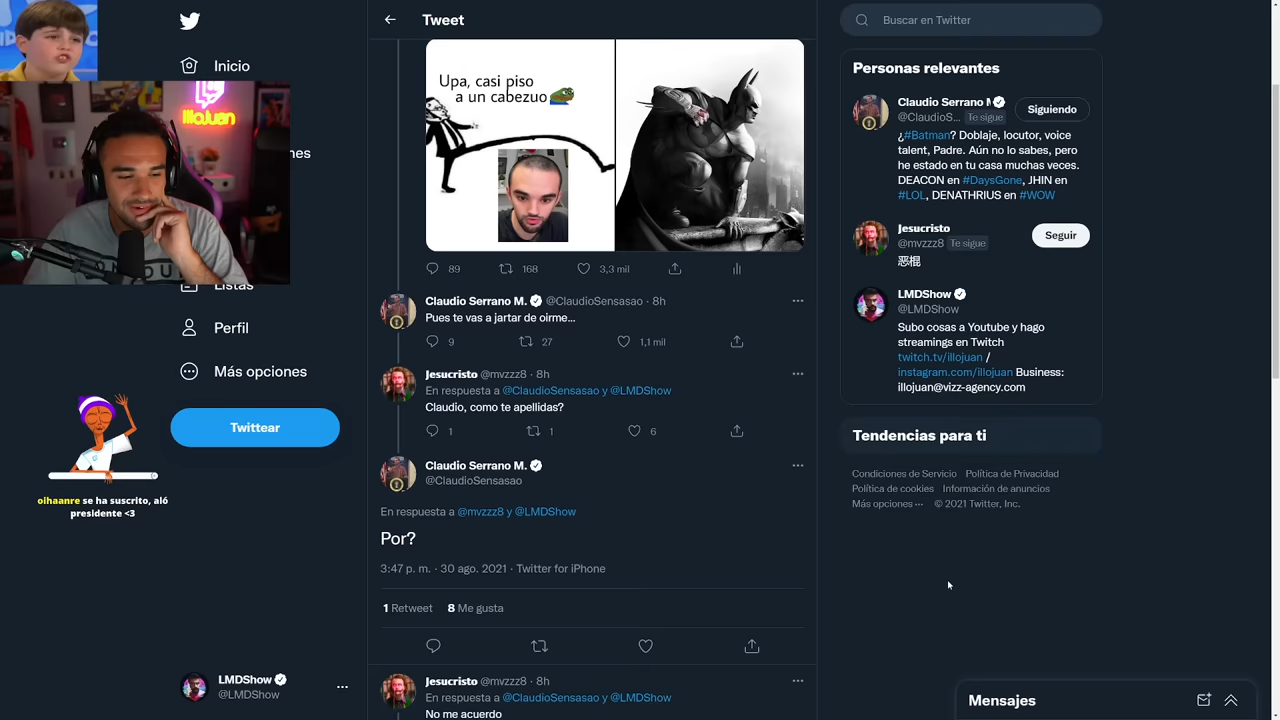 Tweet
Buscar en Twitter
Inicio
illoJuan
nes
Listas
Perfil
Más opciones
Twittear
oihaanre se ha suscrito, aló
presidente <3
LMDShow
@LMDShow
Upa, casi piso
a un cabezuo
89 168 3,3 mil
Claudio Serrano M. @ClaudioSensasao · 8h
Pues te vas a jartar de oirme...
9 27 1,1 mil
Jesucristo @mvzzz8 · 8h
En respuesta a @ClaudioSensasao y @LMDShow
Claudio, como te apellidas?
1 1 6
Claudio Serrano M.
@ClaudioSensasao
En respuesta a @mvzzz8 y @LMDShow
Por?
3:47 p. m. · 30 ago. 2021 · Twitter for iPhone
1 Retweet 8 Me gusta
Jesucristo @mvzzz8 · 8h
En respuesta a @ClaudioSensasao y @LMDShow
No me acuerdo
Personas relevantes
Claudio Serrano M
@ClaudioS... Te sigue
Siguiendo
¿#Batman? Doblaje, locutor, voice
talent, Padre. Aún no lo sabes, pero
he estado en tu casa muchas veces.
DEACON en #DaysGone, JHIN en
#LOL, DENATHRIUS en #WOW
Jesucristo
@mvzzz8 Te sigue
Seguir
恶棍
LMDShow
@LMDShow
Subo cosas a Youtube y hago
streamings en Twitch
twitch.tv/illojuan /
instagram.com/illojuan Business:
illojuan@vizz-agency.com
Tendencias para ti
Condiciones de Servicio Política de Privacidad
Política de cookies Información de anuncios
Más opciones ··· © 2021 Twitter, Inc.
Mensajes